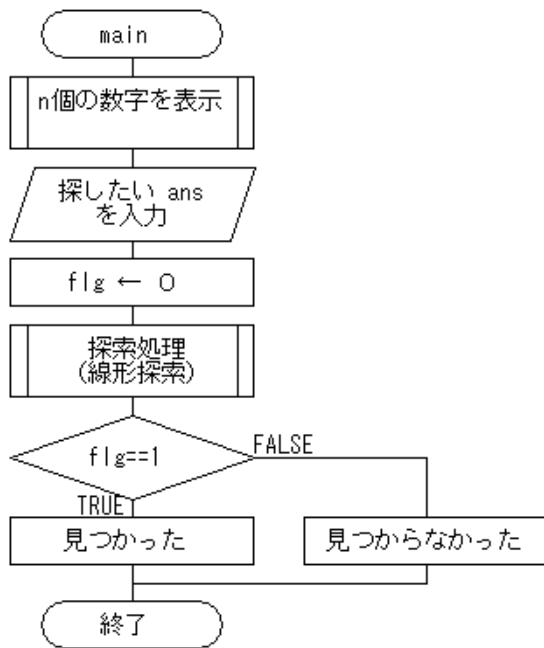 main
n個の数字を表示
探したい ans
を入力
flg ← 0
探索処理
(線形探索)
flg==1
FALSE
TRUE
見つかった
見つからなかった
終了